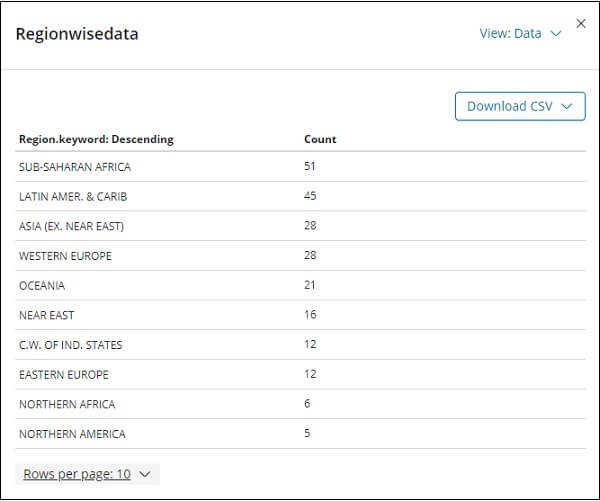 Regionwisedata View: Data
Download CSV
Region.keyword: Descending Count
SUB-SAHARAN AFRICA 51
LATIN AMER. & CARIB 45
ASIA (EX. NEAR EAST) 28
WESTERN EUROPE 28
OCEANIA 21
NEAR EAST 16
C.W. OF IND. STATES 12
EASTERN EUROPE 12
NORTHERN AFRICA 6
NORTHERN AMERICA 5
Rows per page: 10